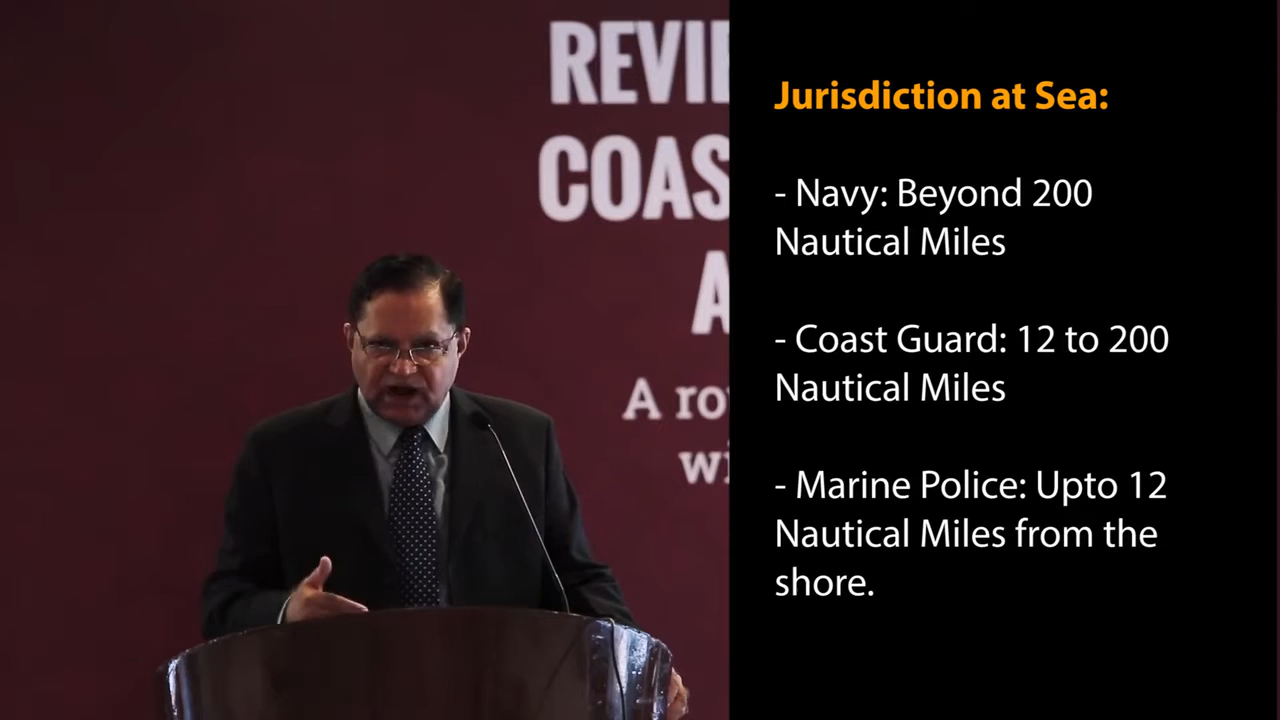 REVI
COAS
A
A ro
wi
Jurisdiction at Sea:
- Navy: Beyond 200
Nautical Miles
- Coast Guard: 12 to 200
Nautical Miles
- Marine Police: Upto 12
Nautical Miles from the
shore.